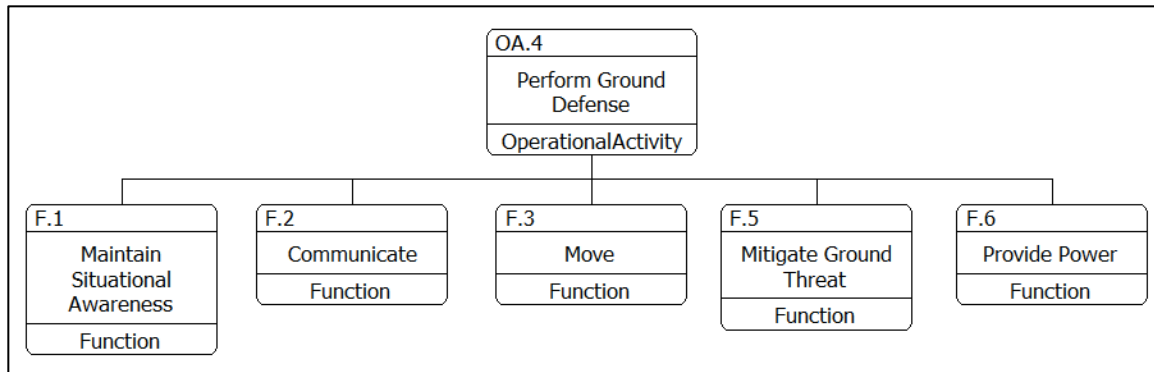 OA.4
Perform Ground
Defense
OperationalActivity
F.1
Maintain
Situational
Awareness
Function
F.2
Communicate
Function
F.3
Move
Function
F.5
Mitigate Ground
Threat
Function
F.6
Provide Power
Function